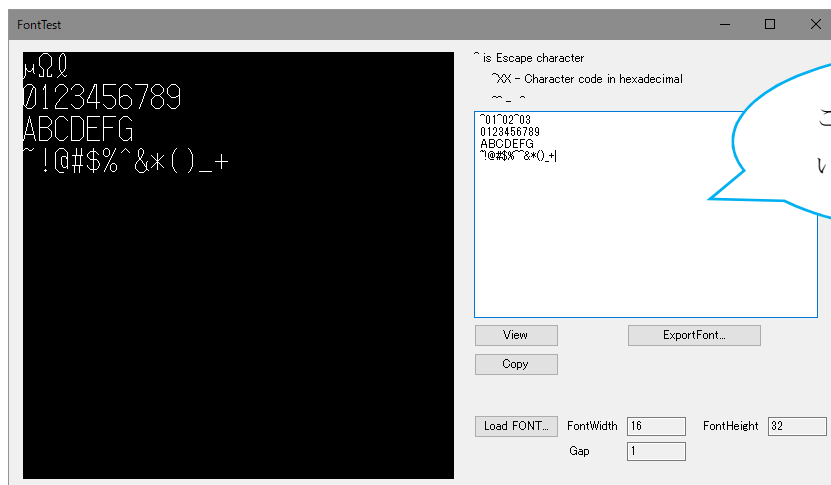 FontTest
μΩℓ
0123456789
ABCDEFG
~!@#$%^&*()_+
^ is Escape character
^XX - Character code in hexadecimal
^^ - ^
^01^02^03
0123456789
ABCDEFG
~!@#$%^^&*()_+
View
ExportFont...
Copy
Load FONT...
FontWidth 16
FontHeight 32
Gap 1